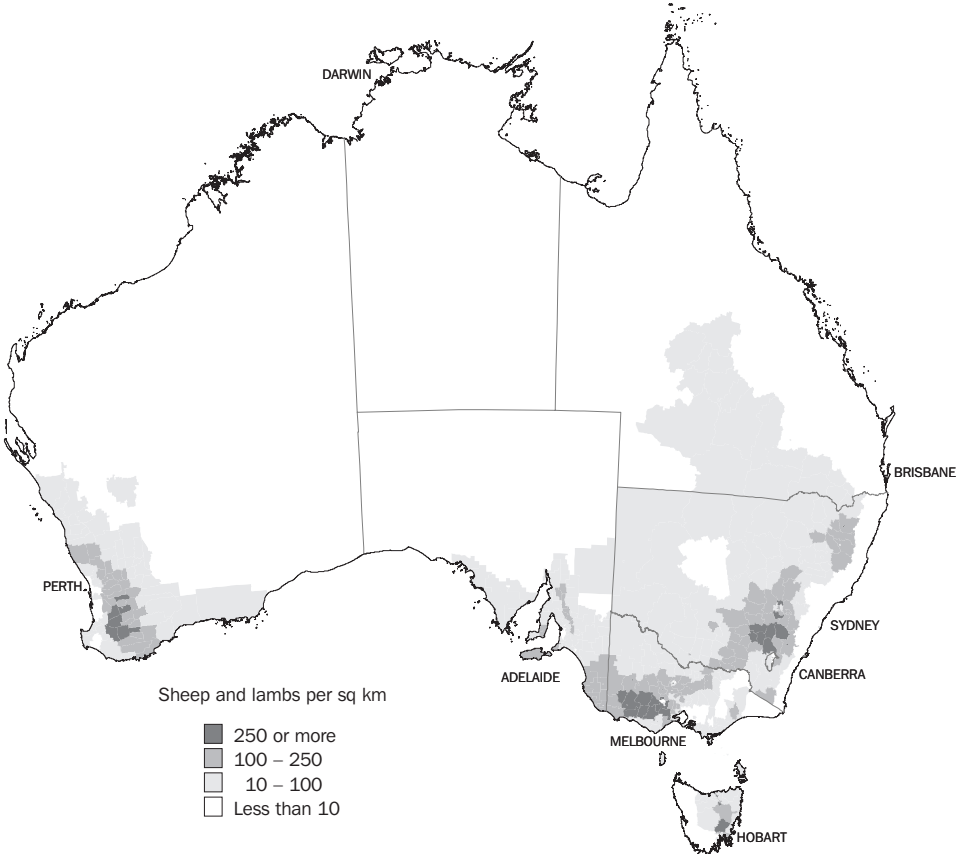 DARWIN
BRISBANE
PERTH
SYDNEY
ADELAIDE
CANBERRA
Sheep and lambs per sq km
250 or more
100 – 250
10 – 100
Less than 10
MELBOURNE
HOBART